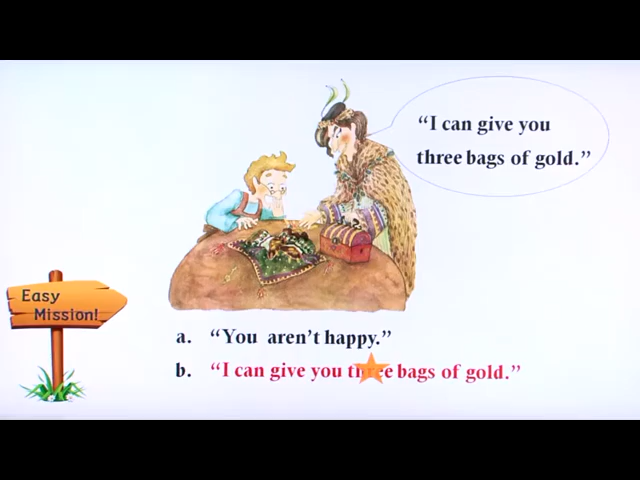 “I can give you
three bags of gold.”
Easy
Mission!
a. “You aren’t happy.”
b. “I can give you three bags of gold.”